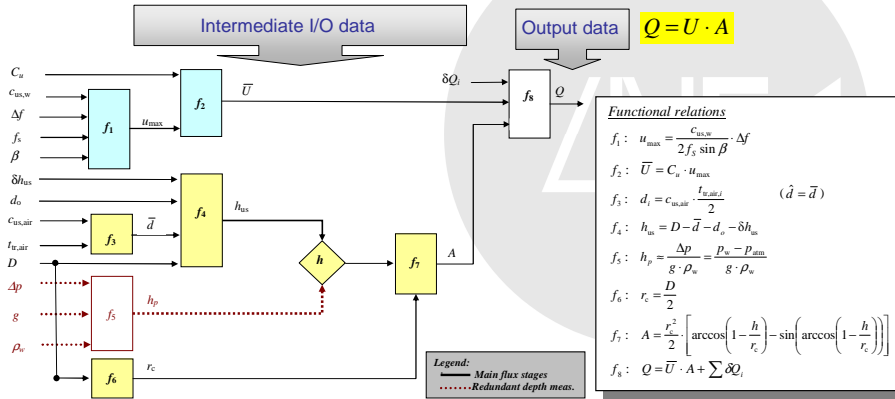 Intermediate I/O data
Output data
Q = U · A
C_u
c_us,w
Δf
f_s
β
f_1
u_max
f_2
U̅
δQ_i
f_8
Q
δh_us
d_o
c_us,air
t_tr,air
D
f_3
d̅
f_4
h_us
h
f_7
A
Δp
g
ρ_w
f_5
h_p
f_6
r_c
Legend:
Main flux stages
Redundant depth meas.
Functional relations
f_1 : u_max = c_us,w / (2 f_S sin β) · Δf
f_2 : U̅ = C_u · u_max
f_3 : d_i = c_us,air · t_tr,air,i / 2 (d̂ = d̅)
f_4 : h_us = D − d̅ − d_o − δh_us
f_5 : h_p = Δp / (g · ρ_w) = (p_w − p_atm) / (g · ρ_w)
f_6 : r_c = D / 2
f_7 : A = r_c^2 / 2 · [arccos(1 − h / r_c) − sin(arccos(1 − h / r_c))]
f_8 : Q = U̅ · A + ∑ δQ_i